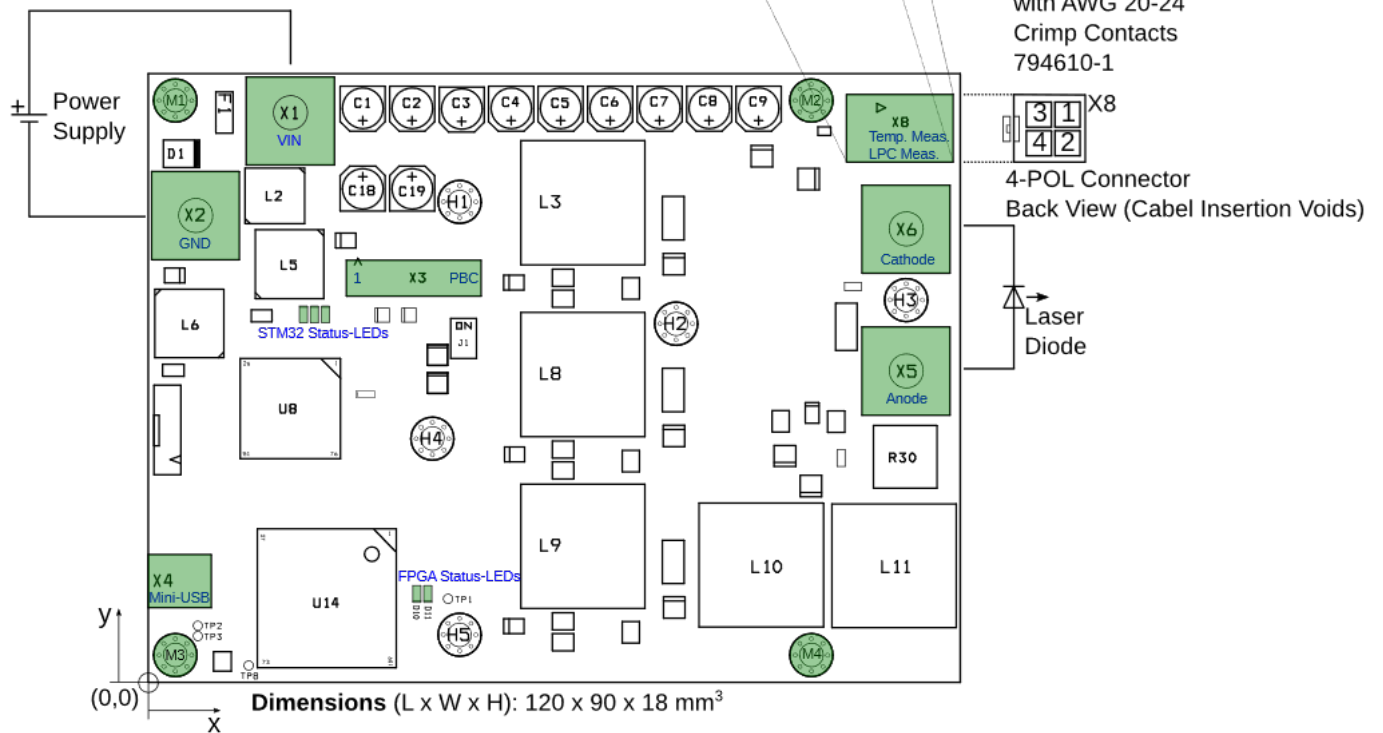 with AWG 20-24
Crimp Contacts
794610-1
X8
3 1
4 2
4-POL Connector
Back View (Cabel Insertion Voids)
+
Power
Supply
M1
F1
X1
VIN
C1 C2 C3 C4 C5 C6 C7 C8 C9
+ + + + + + + + +
M2
X8
Temp. Meas.
LPC Meas.
D1
X2
GND
L2
+ +
C18 C19
H1
L3
X6
Cathode
L5
1 X3 PBC
H3
L6
STM32 Status-LEDs
ON
J1
H2
Laser
Diode
L8
X5
Anode
U8
H4
R30
L9
L10
L11
X4
Mini-USB
U14
FPGA Status-LEDs
D10
D11
TP1
H5
TP2
TP3
M3
TP8
M4
y
(0,0)
x
Dimensions (L x W x H): 120 x 90 x 18 mm³